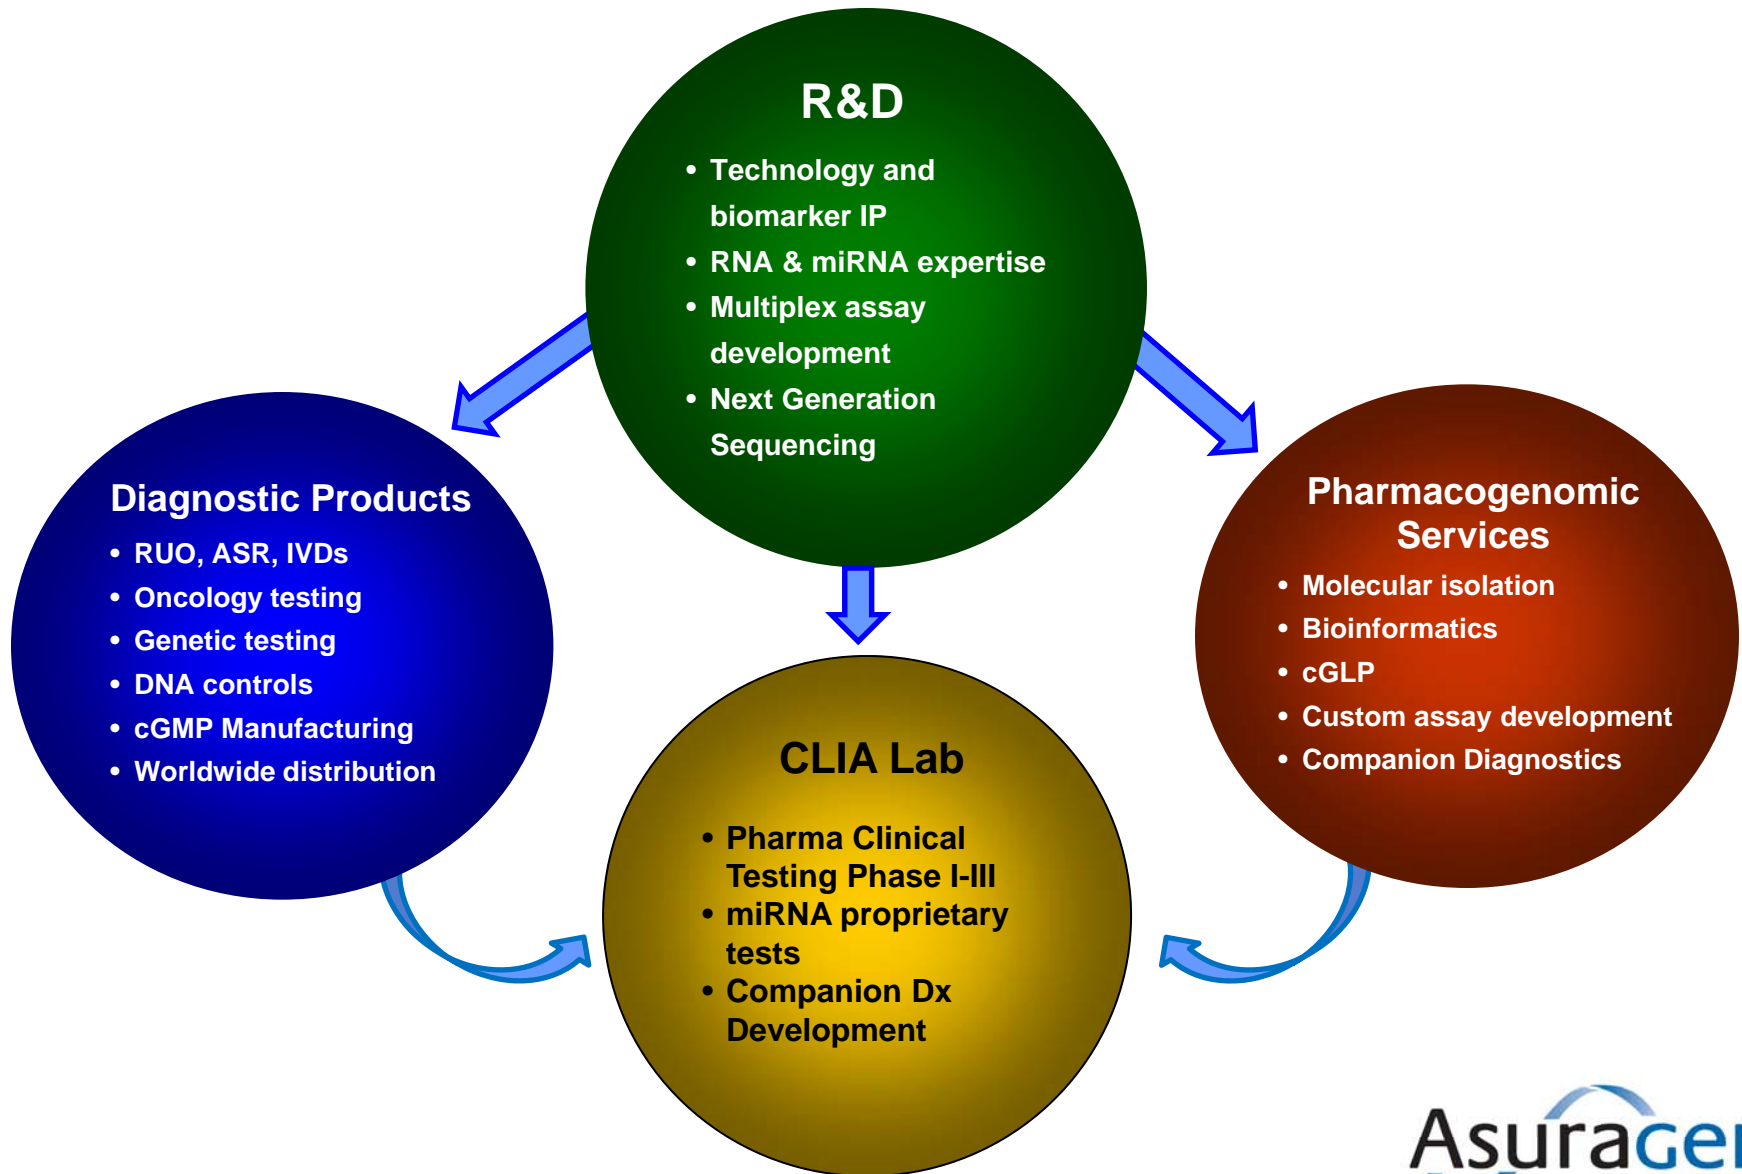 R&D
• Technology and
biomarker IP
• RNA & miRNA expertise
• Multiplex assay
development
• Next Generation
Sequencing
Diagnostic Products
• RUO, ASR, IVDs
• Oncology testing
• Genetic testing
• DNA controls
• cGMP Manufacturing
• Worldwide distribution
Pharmacogenomic
Services
• Molecular isolation
• Bioinformatics
• cGLP
• Custom assay development
• Companion Diagnostics
CLIA Lab
• Pharma Clinical
Testing Phase I-III
• miRNA proprietary
tests
• Companion Dx
Development
Asuragen